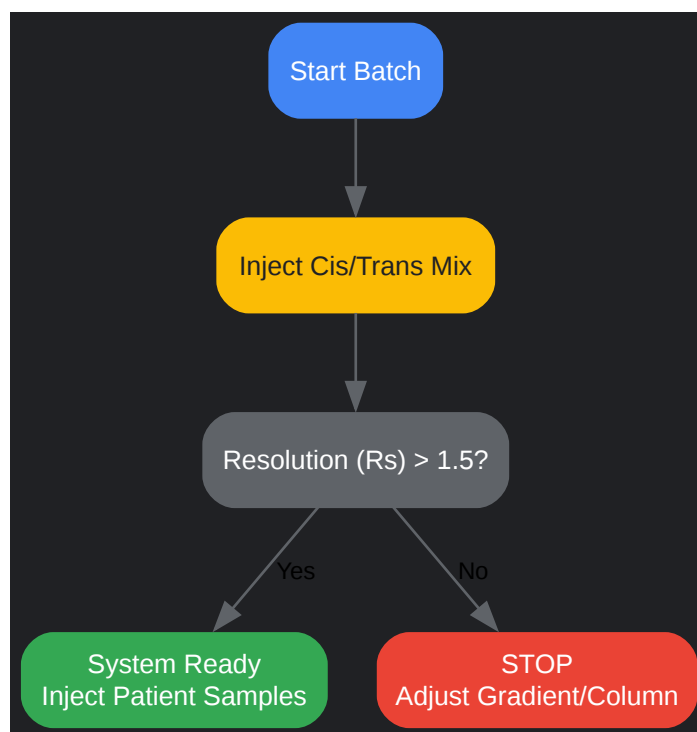 Start Batch
Inject Cis/Trans Mix
Resolution (Rs) > 1.5?
Yes
No
System Ready
Inject Patient Samples
STOP
Adjust Gradient/Column